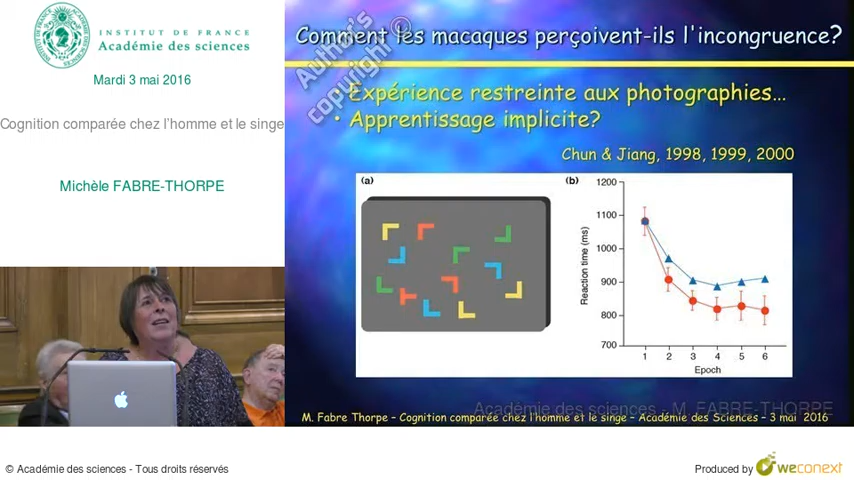 INSTITUT DE FRANCE
Académie des sciences
Mardi 3 mai 2016
Cognition comparée chez l'homme et le singe
Michèle FABRE-THORPE
Author's
copyright ©
Comment les macaques perçoivent-ils l'incongruence?
• Expérience restreinte aux photographies…
• Apprentissage implicite?
Chun & Jiang, 1998, 1999, 2000
(a)
(b)
1200
1100
1000
900
800
700
Reaction time (ms)
1 2 3 4 5 6
Epoch
Académie des sciences - M. FABRE-THORPE
M. Fabre Thorpe – Cognition comparée chez l'homme et le singe – Académie des Sciences – 3 mai 2016
© Académie des sciences - Tous droits réservés
Produced by weconext